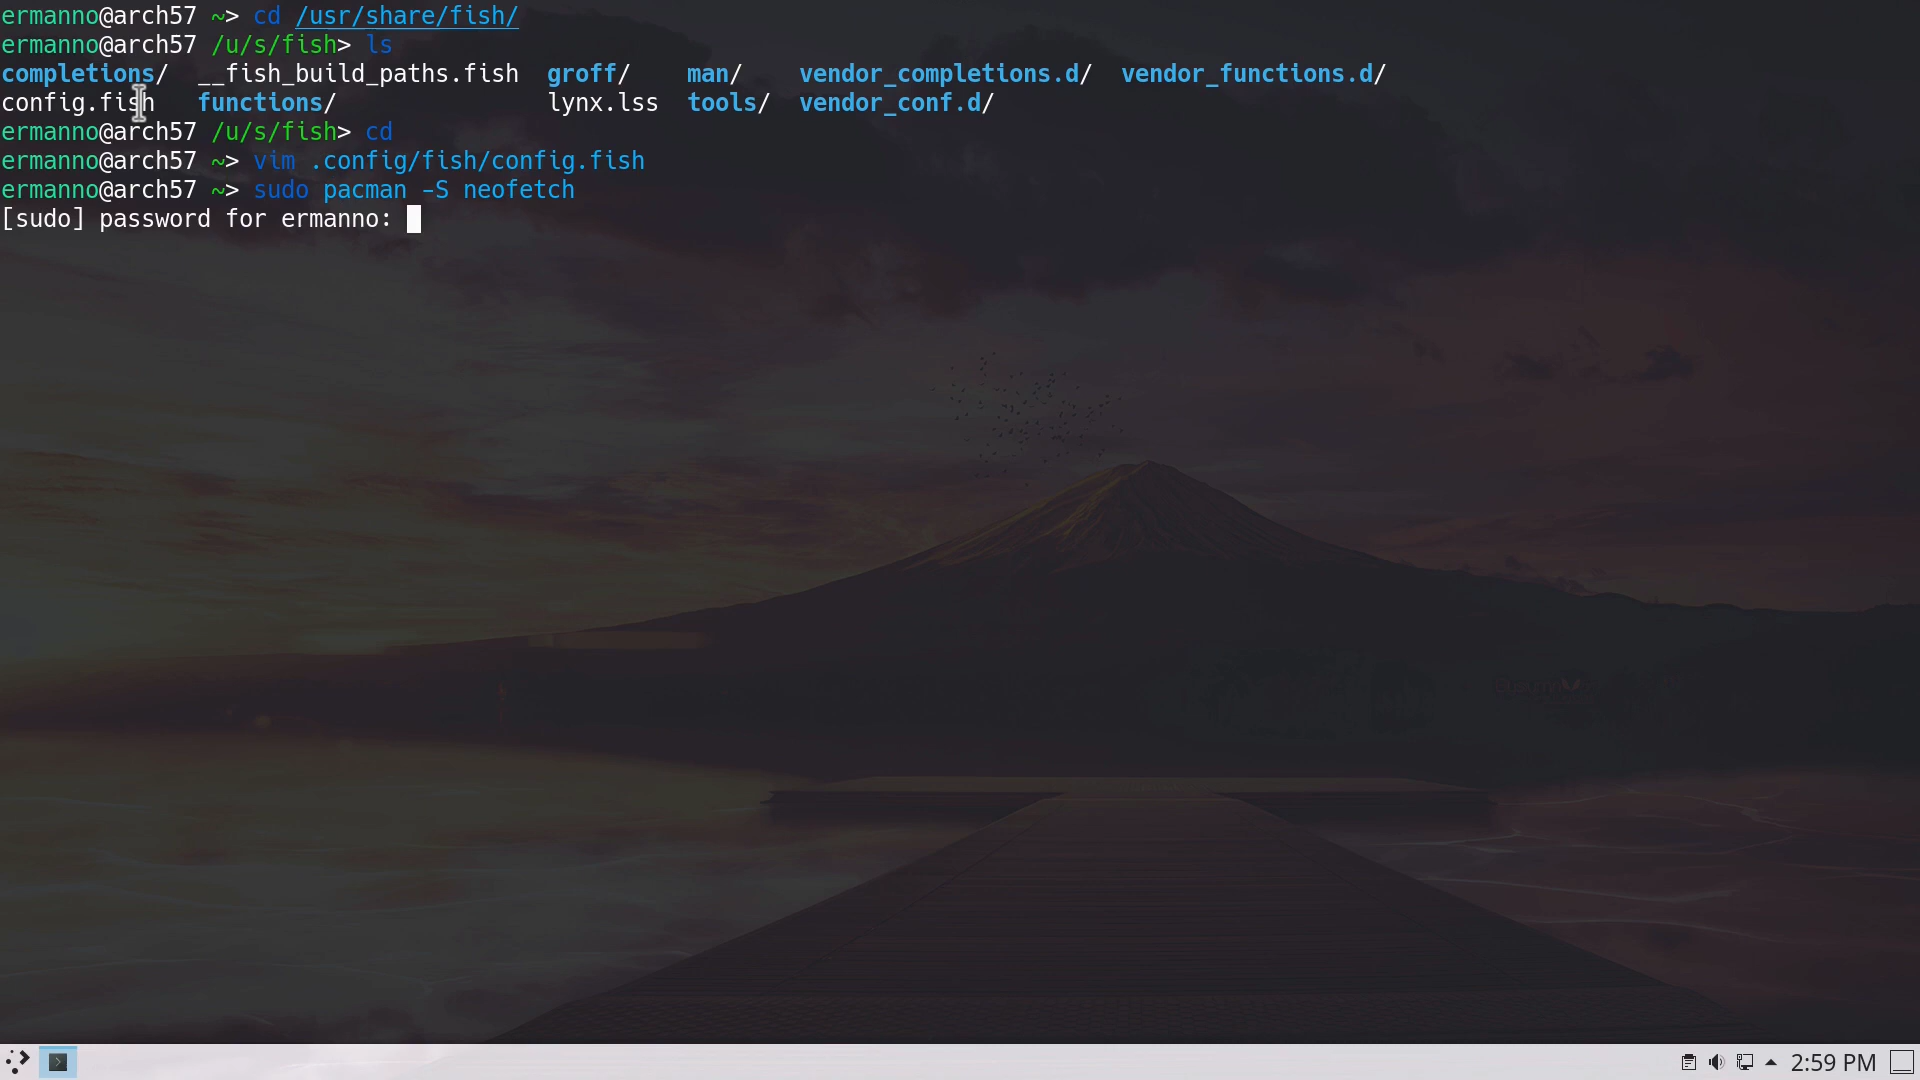 ermanno@arch57 ~> cd /usr/share/fish/
ermanno@arch57 /u/s/fish> ls
completions/  __fish_build_paths.fish  groff/    man/    vendor_completions.d/  vendor_functions.d/
config.fish   functions/               lynx.lss  tools/  vendor_conf.d/
ermanno@arch57 /u/s/fish> cd
ermanno@arch57 ~> vim .config/fish/config.fish
ermanno@arch57 ~> sudo pacman -S neofetch
[sudo] password for ermanno:
2:59 PM